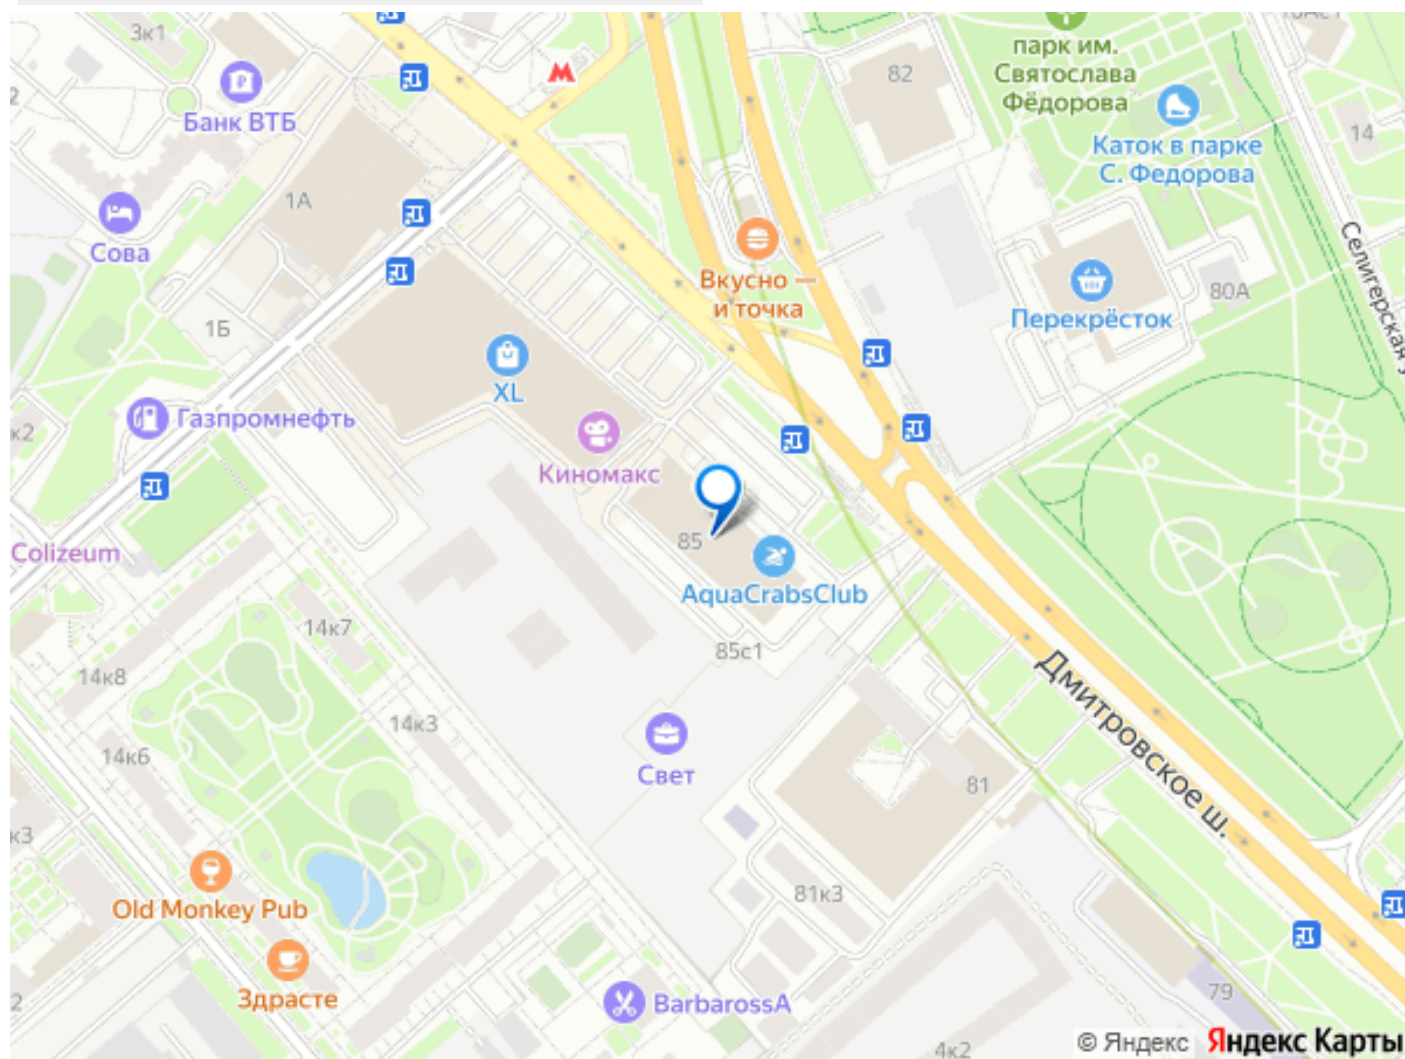 3к1
82
парк им.
Святослава
Фёдорова
Банк ВТБ
14
Каток в парке
С. Федорова
1А
Сова
Селигерская у
Вкусно —
и точка
80А
Перекрёсток
1Б
XL
Газпромнефть
к2
Киномакс
85
Colizeum
AquaCrabsClub
14к7
85с1
14к8
Дмитровское ш.
14к3
14к6
Свет
81
к3
81к3
Old Monkey Pub
Здрасте
79
BarbarossA
4к2
© Яндекс Яндекс Карты